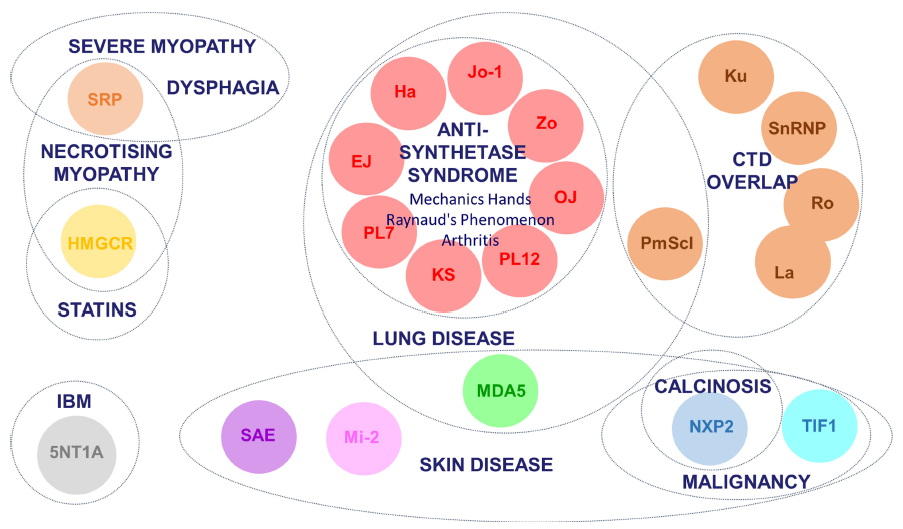 SEVERE MYOPATHY
DYSPHAGIA
SRP
NECROTISING
MYOPATHY
HMGCR
STATINS
Jo-1
Ha
Zo
ANTI-
SYNTHETASE
SYNDROME
EJ
Mechanics Hands
Raynaud's Phenomenon
Arthritis
OJ
PL7
PL12
KS
LUNG DISEASE
Ku
SnRNP
CTD
OVERLAP
Ro
PmScl
La
IBM
5NT1A
MDA5
SAE
Mi-2
SKIN DISEASE
CALCINOSIS
NXP2
TIF1
MALIGNANCY